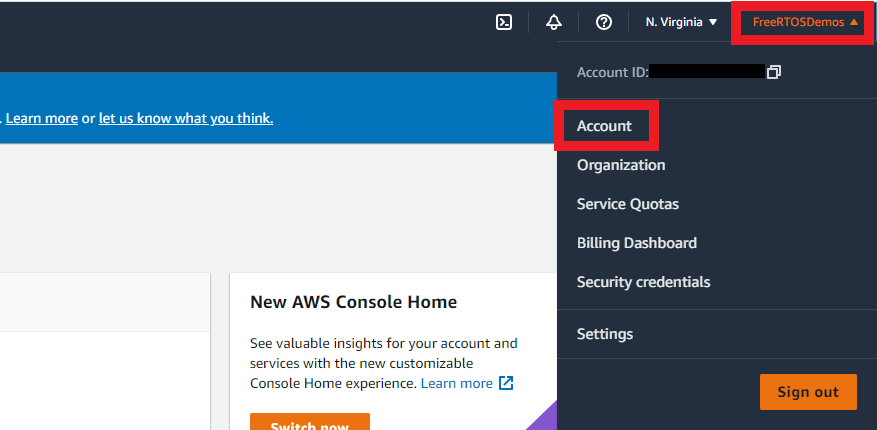 N. Virginia
FreeRTOSDemos
Account ID:
. Learn more or let us know what you think.
Account
Organization
Service Quotas
Billing Dashboard
Security credentials
Settings
Sign out
New AWS Console Home
See valuable insights for your account and
services with the new customizable
Console Home experience. Learn more
Switch now